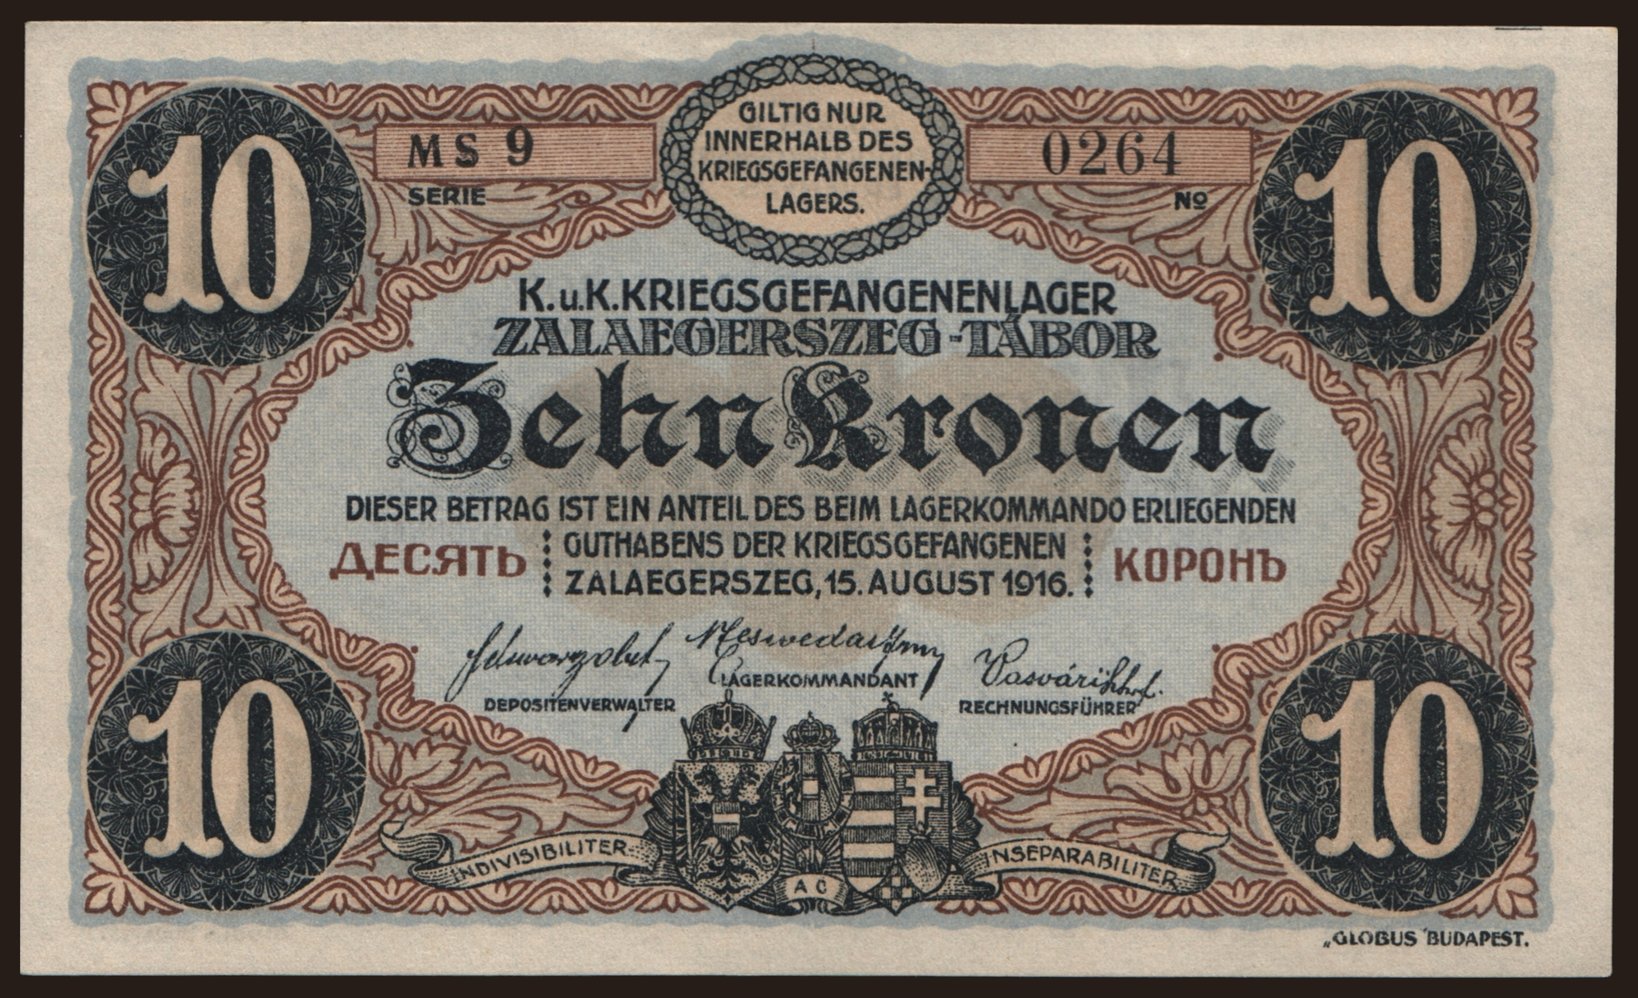 10
10
GILTIG NUR
INNERHALB DES
KRIEGSGEFANGENEN-
LAGERS.
MS 9
SERIE
0264
No
K.u.K.KRIEGSGEFANGENENLAGER
ZALAEGERSZEG-TÁBOR
Zehn Kronen
DIESER BETRAG IST EIN ANTEIL DES BEIM LAGERKOMMANDO ERLIEGENDEN
ДЕСЯТЬ
GUTHABENS DER KRIEGSGEFANGENEN
КОРОНЪ
ZALAEGERSZEG, 15. AUGUST 1916.
DEPOSITENVERWALTER
LAGERKOMMANDANT
RECHNUNGSFÜHRER
10
10
INDIVISIBILITER-
AC
INSEPARABILITER
„GLOBUS" BUDAPEST.